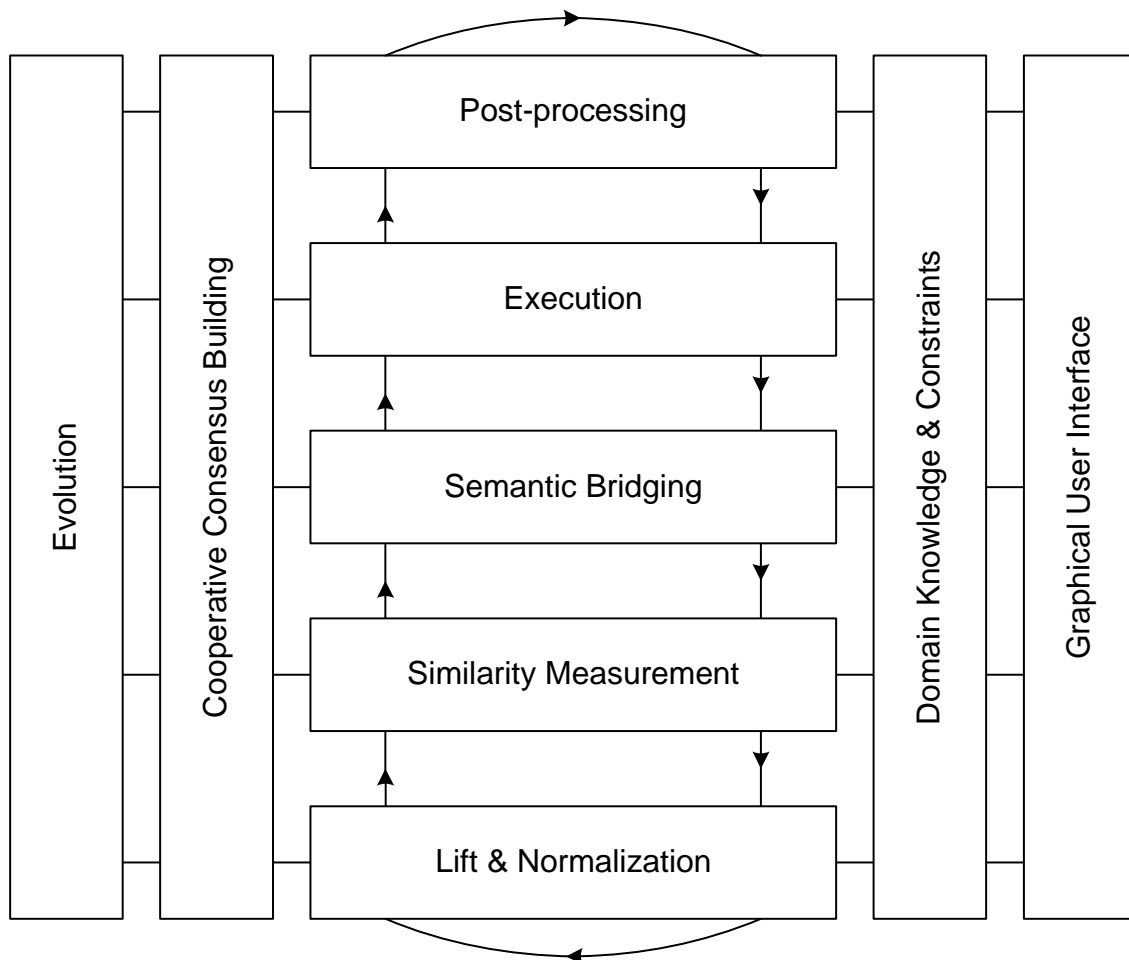 Evolution
Cooperative Consensus Building
Post-processing
Execution
Semantic Bridging
Similarity Measurement
Lift & Normalization
Domain Knowledge & Constraints
Graphical User Interface